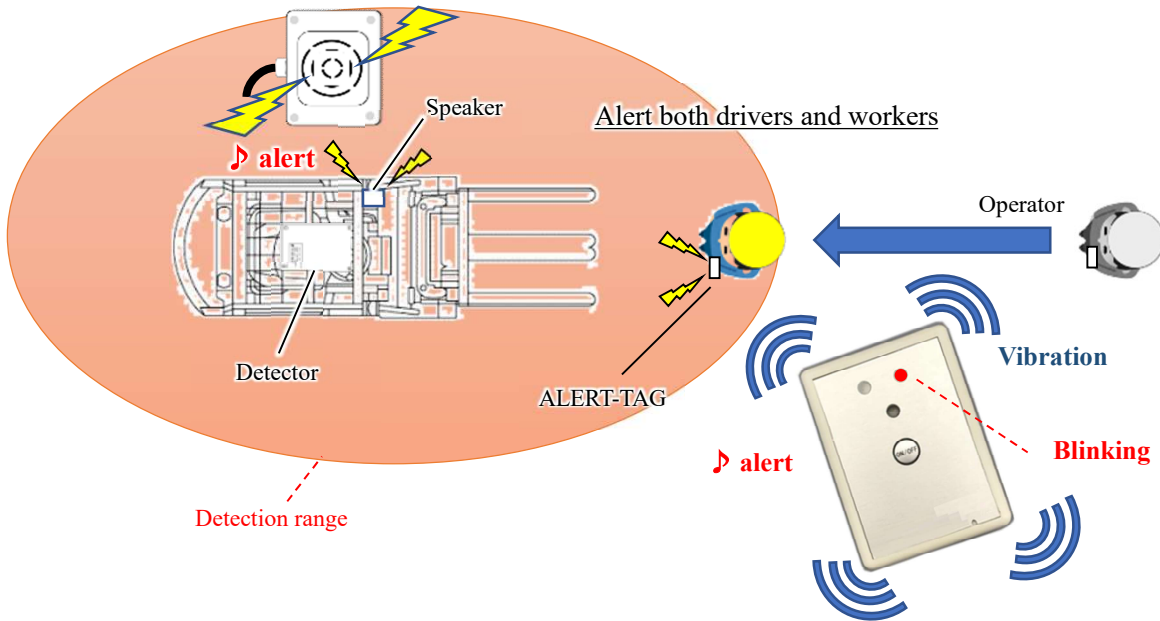 Speaker
Alert both drivers and workers
♪ alert
Operator
Detector
ALERT-TAG
Vibration
♪ alert
Blinking
ON/OFF
Detection range